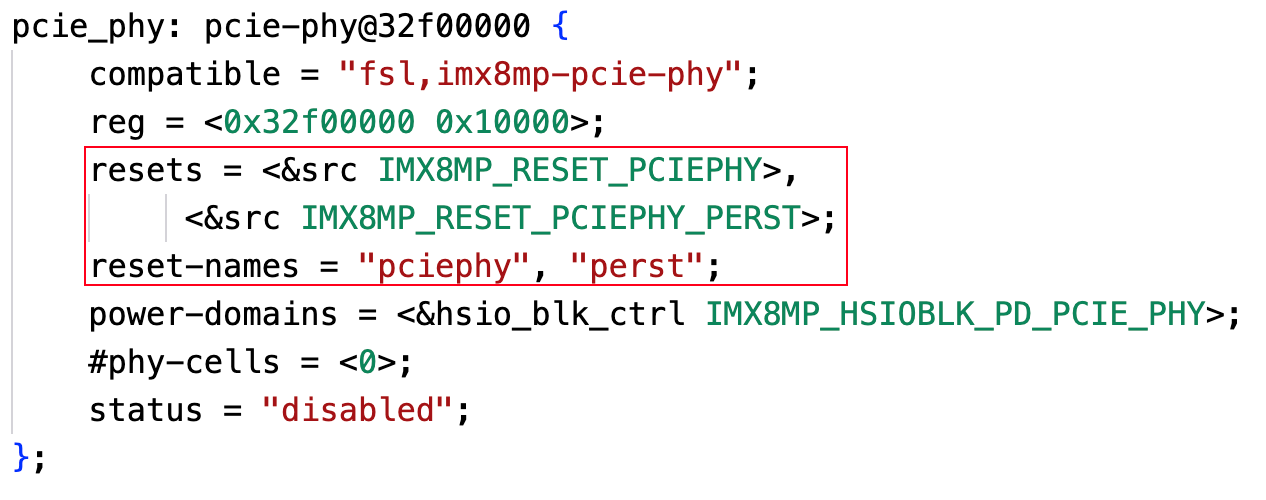 pcie_phy: pcie-phy@32f00000 {
    compatible = "fsl,imx8mp-pcie-phy";
    reg = <0x32f00000 0x10000>;
    resets = <&src IMX8MP_RESET_PCIEPHY>,
         <&src IMX8MP_RESET_PCIEPHY_PERST>;
    reset-names = "pciephy", "perst";
    power-domains = <&hsio_blk_ctrl IMX8MP_HSIOBLK_PD_PCIE_PHY>;
    #phy-cells = <0>;
    status = "disabled";
};